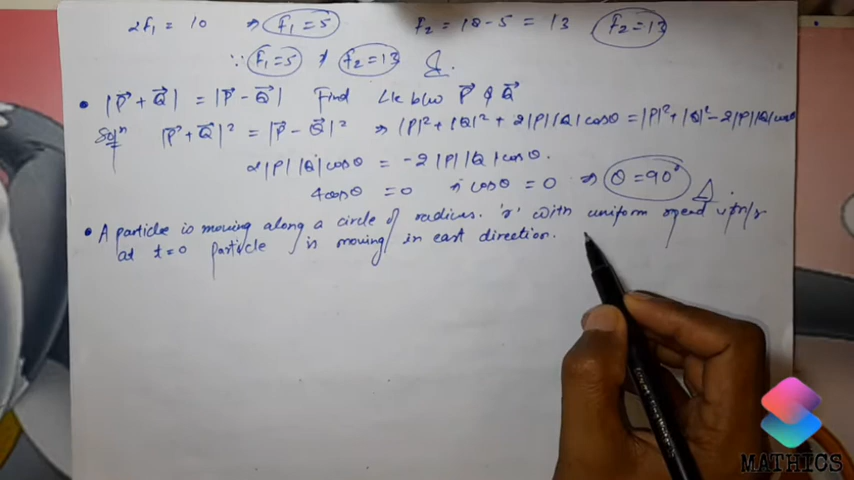 2f₁ = 10 ⇒ f₁ = 5 f₂ = 18 - 5 = 13 f₂ = 13
∵ f₁ = 5 & f₂ = 13
• |P⃗ + Q⃗| = |P⃗ - Q⃗| Find ∠k b/w P⃗ & Q⃗
Solⁿ |P⃗ + Q⃗|² = |P⃗ - Q⃗|² ⇒ |P|² + |Q|² + 2|P||Q|cosθ = |P|² + |Q|² - 2|P||Q|cosθ
2|P||Q|cosθ = -2|P||Q|cosθ.
4cosθ = 0 ⇒ cosθ = 0 ⇒ θ = 90°
• A particle is moving along a circle of radius. 'r' with uniform speed
at t=0 particle is moving in east direction.
MATHICS